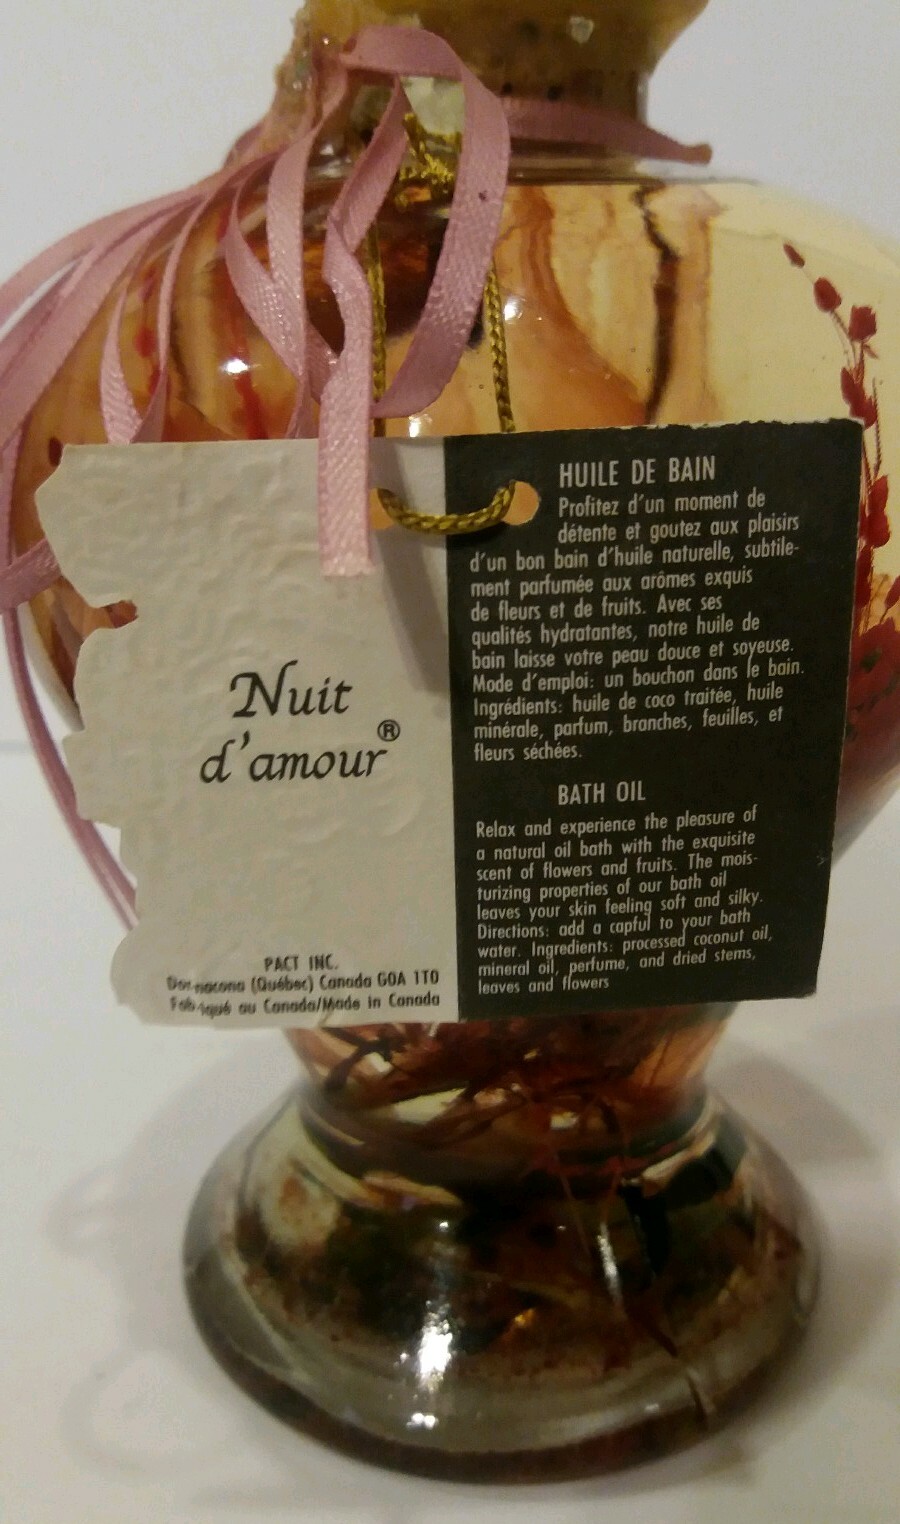 Nuit
d'amour®
PACT INC.
Donnacona (Québec) Canada G0A 1T0
Fabriqué au Canada/Made in Canada
HUILE DE BAIN
Profitez d'un moment de
détente et goutez aux plaisirs
d'un bon bain d'huile naturelle, subtile-
ment parfumée aux arômes exquis
de fleurs et de fruits. Avec ses
qualités hydratantes, notre huile de
bain laisse votre peau douce et soyeuse.
Mode d'emploi: un bouchon dans le bain.
Ingrédients: huile de coco traitée, huile
minérale, parfum, branches, feuilles, et
fleurs séchées.
BATH OIL
Relax and experience the pleasure of
a natural oil bath with the exquisite
scent of flowers and fruits. The mois-
turizing properties of our bath oil
leaves your skin feeling soft and silky.
Directions: add a capful to your bath
water. Ingredients: processed coconut oil,
mineral oil, perfume, and dried stems,
leaves and flowers